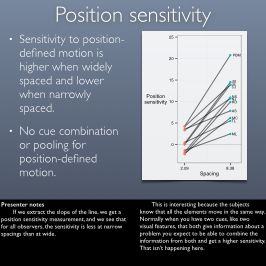 Position sensitivity
• Sensitivity to position-
defined motion is
higher when widely
spaced and lower
when narrowly
spaced.
• No cue combination
or pooling for
position-defined
motion.
25
20
15
10
5
0
Position
sensitivity
PBM
NJ
ML
2.09
8.38
Spacing
Presenter notes
If we extract the slope of the line, we get a
position sensitivity measurement, and we see that
for all observers, the sensitivity is less at narrow
spacings than at wide.
This is interesting because the subjects
know that all the elements move in the same way.
Normally when you have two cues, like two
visual features, that both give information about a
problem you expect to be able to combine the
information from both and get a higher sensitivity.
That isn't happening here.